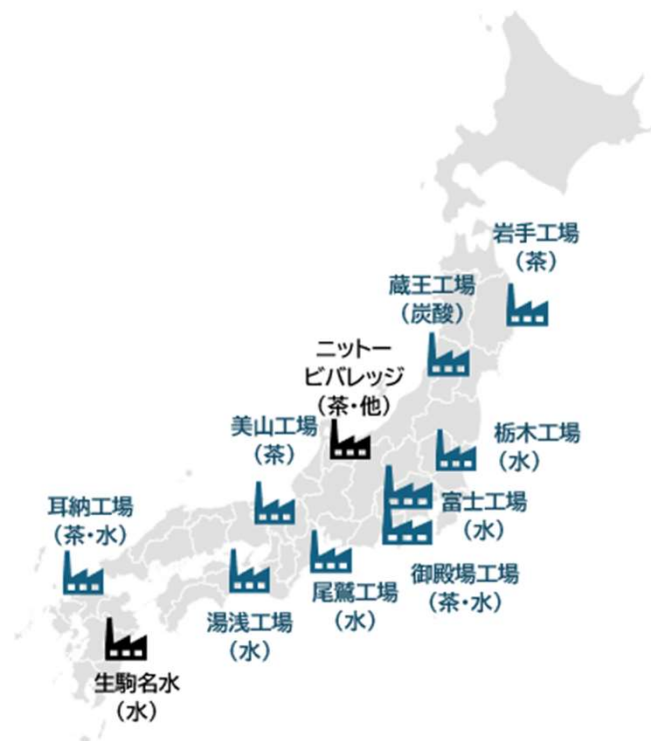 岩手工場
（茶）
蔵王工場
（炭酸）
ニットー
ビバレッジ
（茶・他）
美山工場
（茶）
栃木工場
（水）
富士工場
（水）
耳納工場
（茶・水）
御殿場工場
（茶・水）
尾鷲工場
（水）
湯浅工場
（水）
生駒名水
（水）